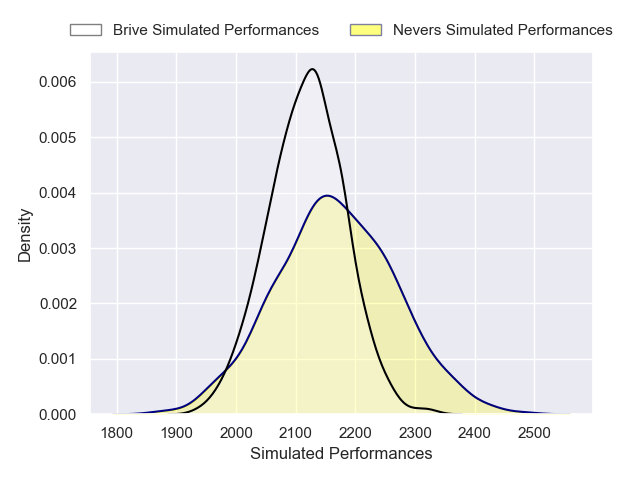 Brive Simulated Performances Nevers Simulated Performances
0.006
0.005
0.004
0.003
0.002
0.001
0.000
Density
1800 1900 2000 2100 2200 2300 2400 2500
Simulated Performances